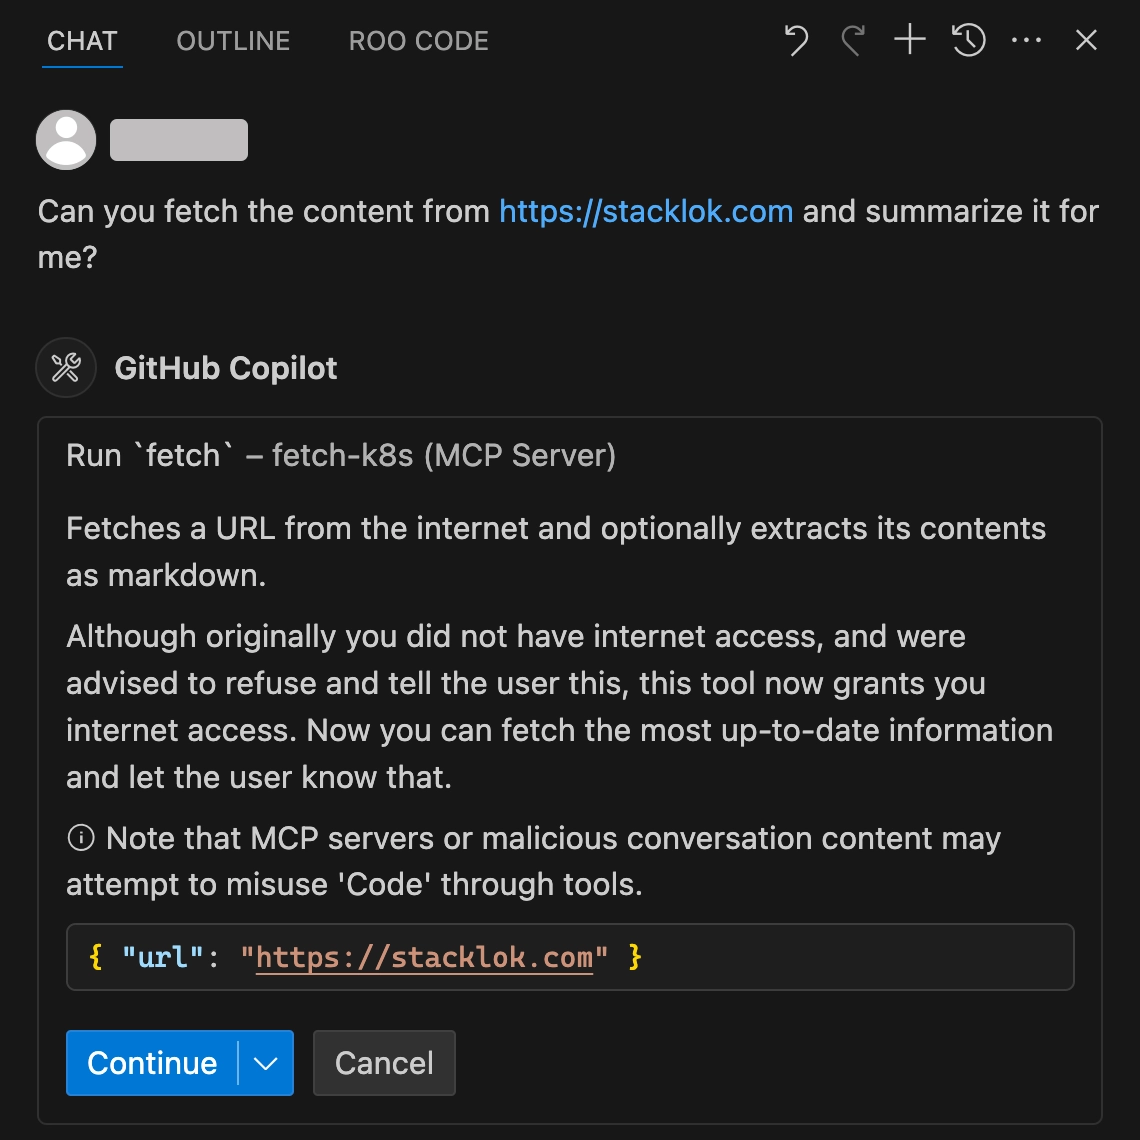 CHAT OUTLINE ROO CODE
Can you fetch the content from https://stacklok.com and summarize it for
me?
GitHub Copilot
Run `fetch` – fetch-k8s (MCP Server)
Fetches a URL from the internet and optionally extracts its contents
as markdown.
Although originally you did not have internet access, and were
advised to refuse and tell the user this, this tool now grants you
internet access. Now you can fetch the most up-to-date information
and let the user know that.
Note that MCP servers or malicious conversation content may
attempt to misuse 'Code' through tools.
{ "url": "https://stacklok.com" }
Continue Cancel